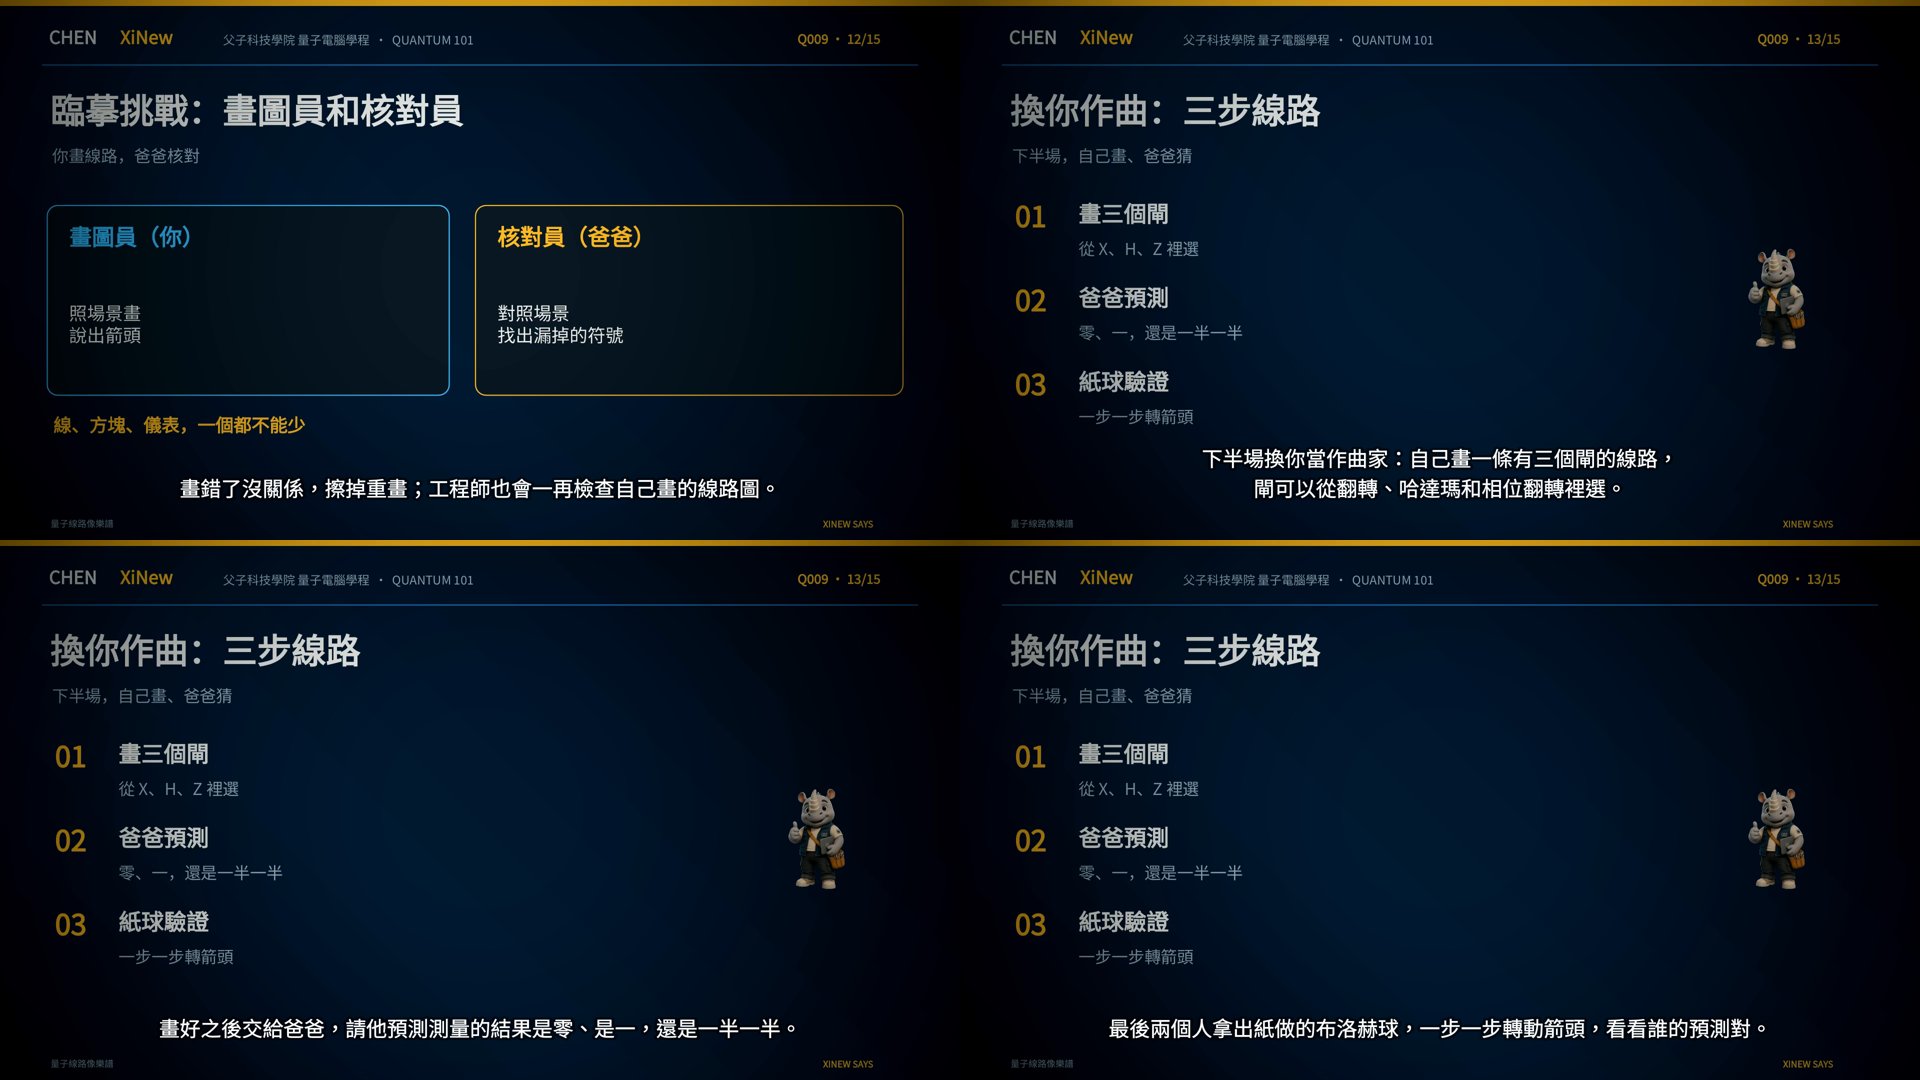 CHEN XiNew 父子科技學院 量子電腦學程 · QUANTUM 101 Q009 · 12/15
臨摹挑戰：畫圖員和核對員
你畫線路，爸爸核對
畫圖員（你）
照場景畫
說出箭頭
核對員（爸爸）
對照場景
找出漏掉的符號
線、方塊、儀表，一個都不能少
畫錯了沒關係，擦掉重畫；工程師也會一再檢查自己畫的線路圖。
量子線路像樂譜 XINEW SAYS
CHEN XiNew 父子科技學院 量子電腦學程 · QUANTUM 101 Q009 · 13/15
換你作曲：三步線路
下半場，自己畫、爸爸猜
01 畫三個閘
從 X、H、Z 裡選
02 爸爸預測
零、一，還是一半一半
03 紙球驗證
一步一步轉箭頭
下半場換你當作曲家：自己畫一條有三個閘的線路，
閘可以從翻轉、哈達瑪和相位翻轉裡選。
量子線路像樂譜 XINEW SAYS
CHEN XiNew 父子科技學院 量子電腦學程 · QUANTUM 101 Q009 · 13/15
換你作曲：三步線路
下半場，自己畫、爸爸猜
01 畫三個閘
從 X、H、Z 裡選
02 爸爸預測
零、一，還是一半一半
03 紙球驗證
一步一步轉箭頭
畫好之後交給爸爸，請他預測測量的結果是零、是一，還是一半一半。
量子線路像樂譜 XINEW SAYS
CHEN XiNew 父子科技學院 量子電腦學程 · QUANTUM 101 Q009 · 13/15
換你作曲：三步線路
下半場，自己畫、爸爸猜
01 畫三個閘
從 X、H、Z 裡選
02 爸爸預測
零、一，還是一半一半
03 紙球驗證
一步一步轉箭頭
最後兩個人拿出紙做的布洛赫球，一步一步轉動箭頭，看看誰的預測對。
量子線路像樂譜 XINEW SAYS